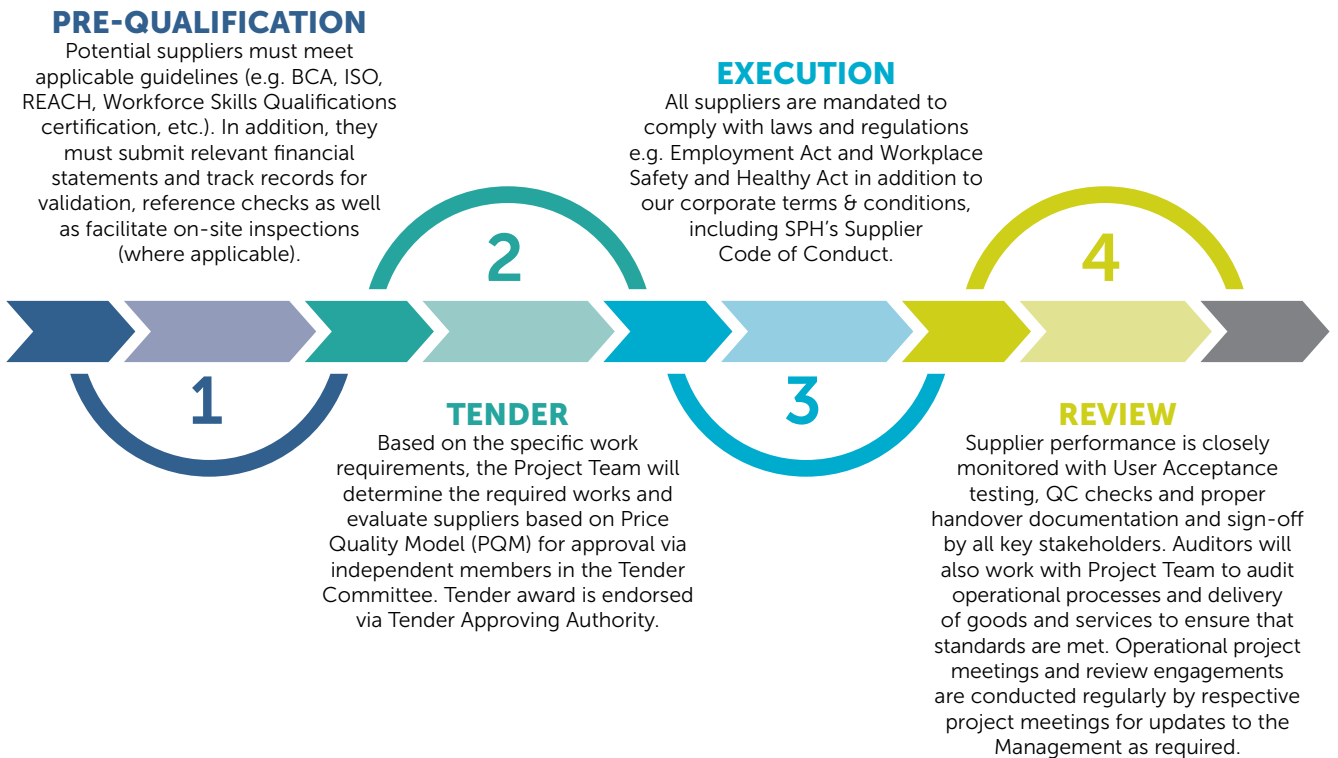 PRE-QUALIFICATION
Potential suppliers must meet
applicable guidelines (e.g. BCA, ISO,
REACH, Workforce Skills Qualifications
certification, etc.). In addition, they
must submit relevant financial
statements and track records for
validation, reference checks as well
as facilitate on-site inspections
(where applicable).
1
2
TENDER
Based on the specific work
requirements, the Project Team will
determine the required works and
evaluate suppliers based on Price
Quality Model (PQM) for approval via
independent members in the Tender
Committee. Tender award is endorsed
via Tender Approving Authority.
EXECUTION
All suppliers are mandated to
comply with laws and regulations
e.g. Employment Act and Workplace
Safety and Healthy Act in addition to
our corporate terms & conditions,
including SPH’s Supplier
Code of Conduct.
3
4
REVIEW
Supplier performance is closely
monitored with User Acceptance
testing, QC checks and proper
handover documentation and sign-off
by all key stakeholders. Auditors will
also work with Project Team to audit
operational processes and delivery
of goods and services to ensure that
standards are met. Operational project
meetings and review engagements
are conducted regularly by respective
project meetings for updates to the
Management as required.